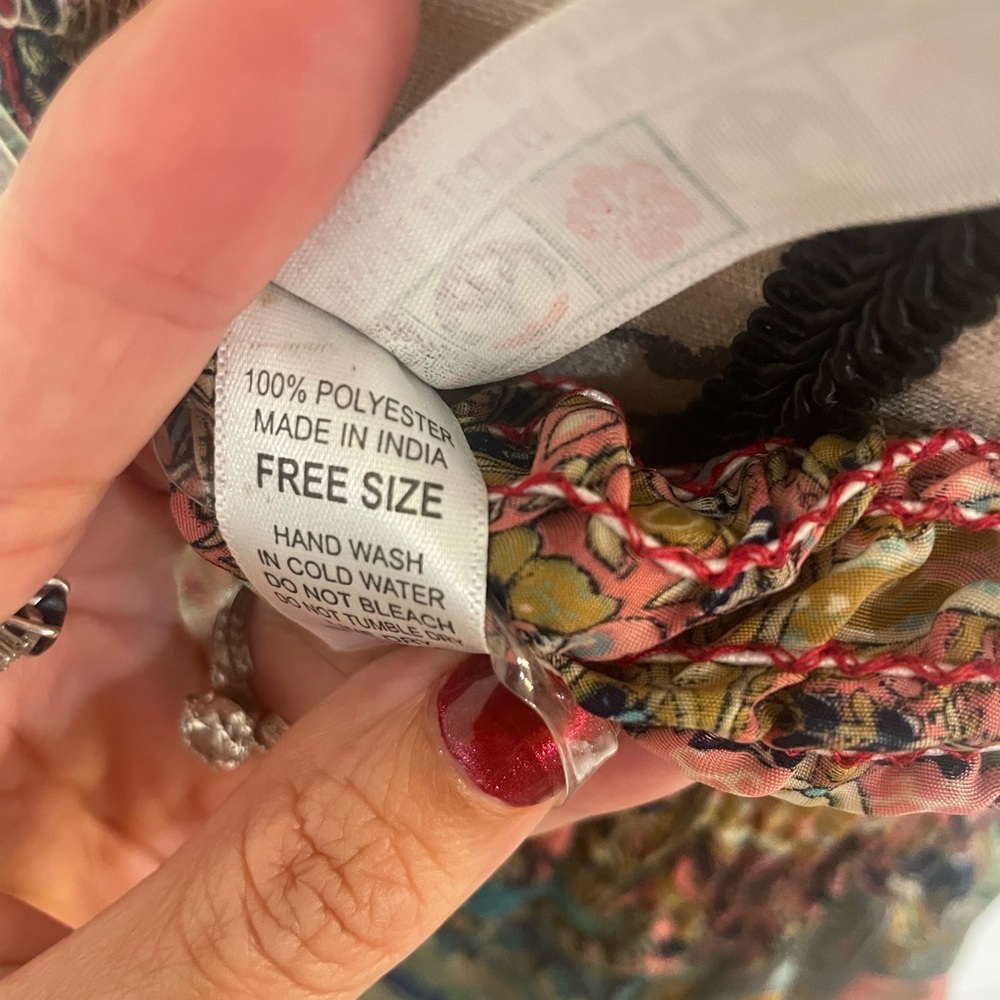 100% POLYESTER
MADE IN INDIA
FREE SIZE
HAND WASH
IN COLD WATER
DO NOT BLEACH
DO NOT TUMBLE DRY
DRY